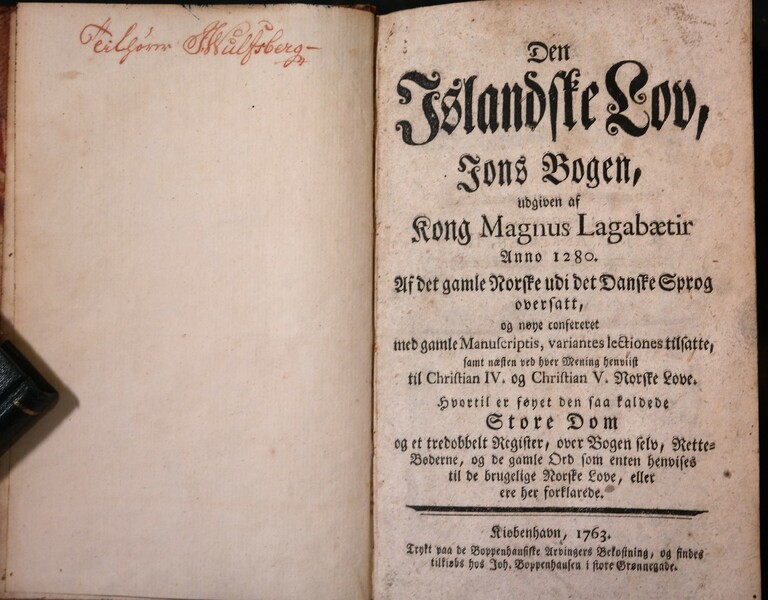 Teilhörer JWulfsberg
Den
Islandſke Lov,
Jons Bogen,
udgiven af
Kong Magnus Lagabætir
Anno 1280.
Af det gamle Norſke udi det Danſke Sprog
overſatt,
og nøye confereret
med gamle Manuſcriptis, variantes lectiones tilſatte,
ſamt næſten ved hver Mening henviiſt
til Chriſtian IV. og Chriſtian V. Norſke Love.
Hvortil er føyet den ſaa kaldede
Store Dom
og et tredobbelt Regiſter, over Bogen ſelv, Rette⸗
Bøderne, og de gamle Ord ſom enten henviſes
til de brugelige Norſke Love, eller
ere her forklarede.
Kiøbenhavn, 1763.
Trykt paa de Boppenhauſiſke Arvingers Bekoſtning, og findes
tilkiøbs hos Joh. Boppenhauſen i ſtore Grønnegade.